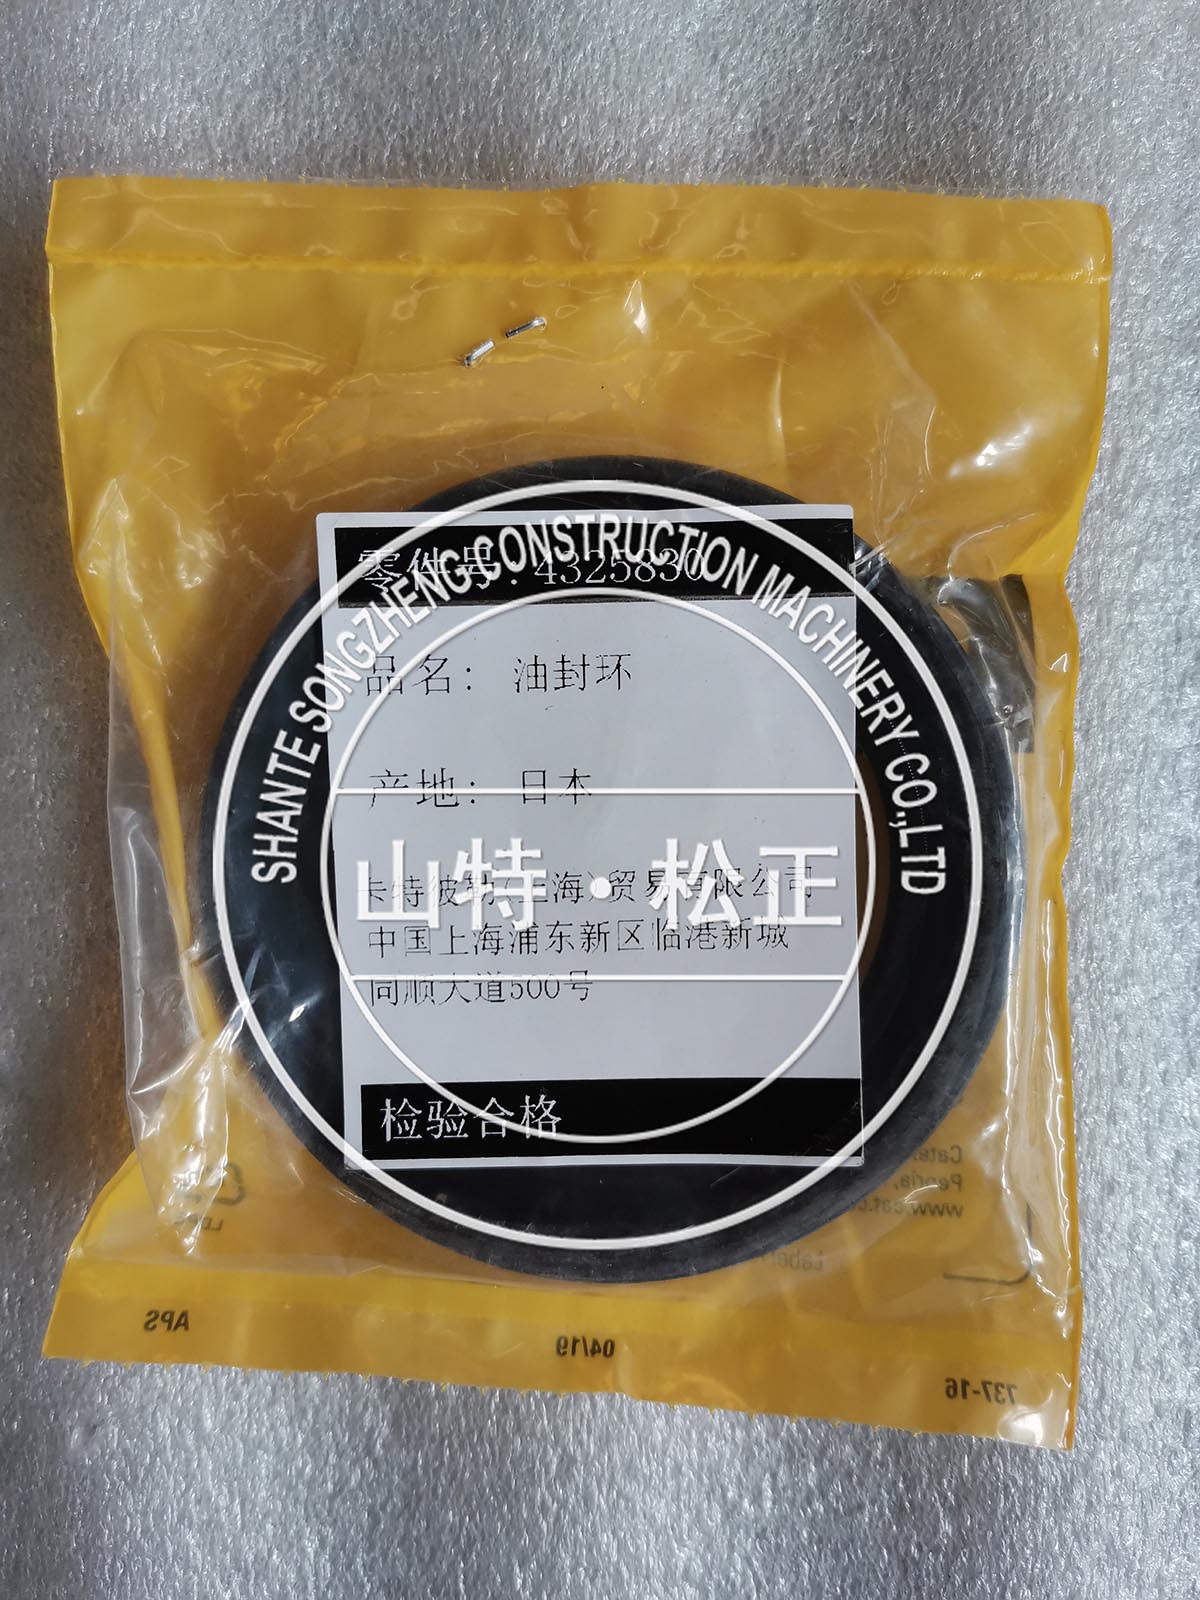 零件号: 4325830
品名: 油封环
产地: 日本
卡特彼勒(上海)贸易有限公司
中国上海浦东新区临港新城
同顺大道500号
检验合格
SHANTE SONGZHENG CONSTRUCTION MACHINERY CO.,LTD
山特·松正
www.cat.co
APS
04/19
737-16